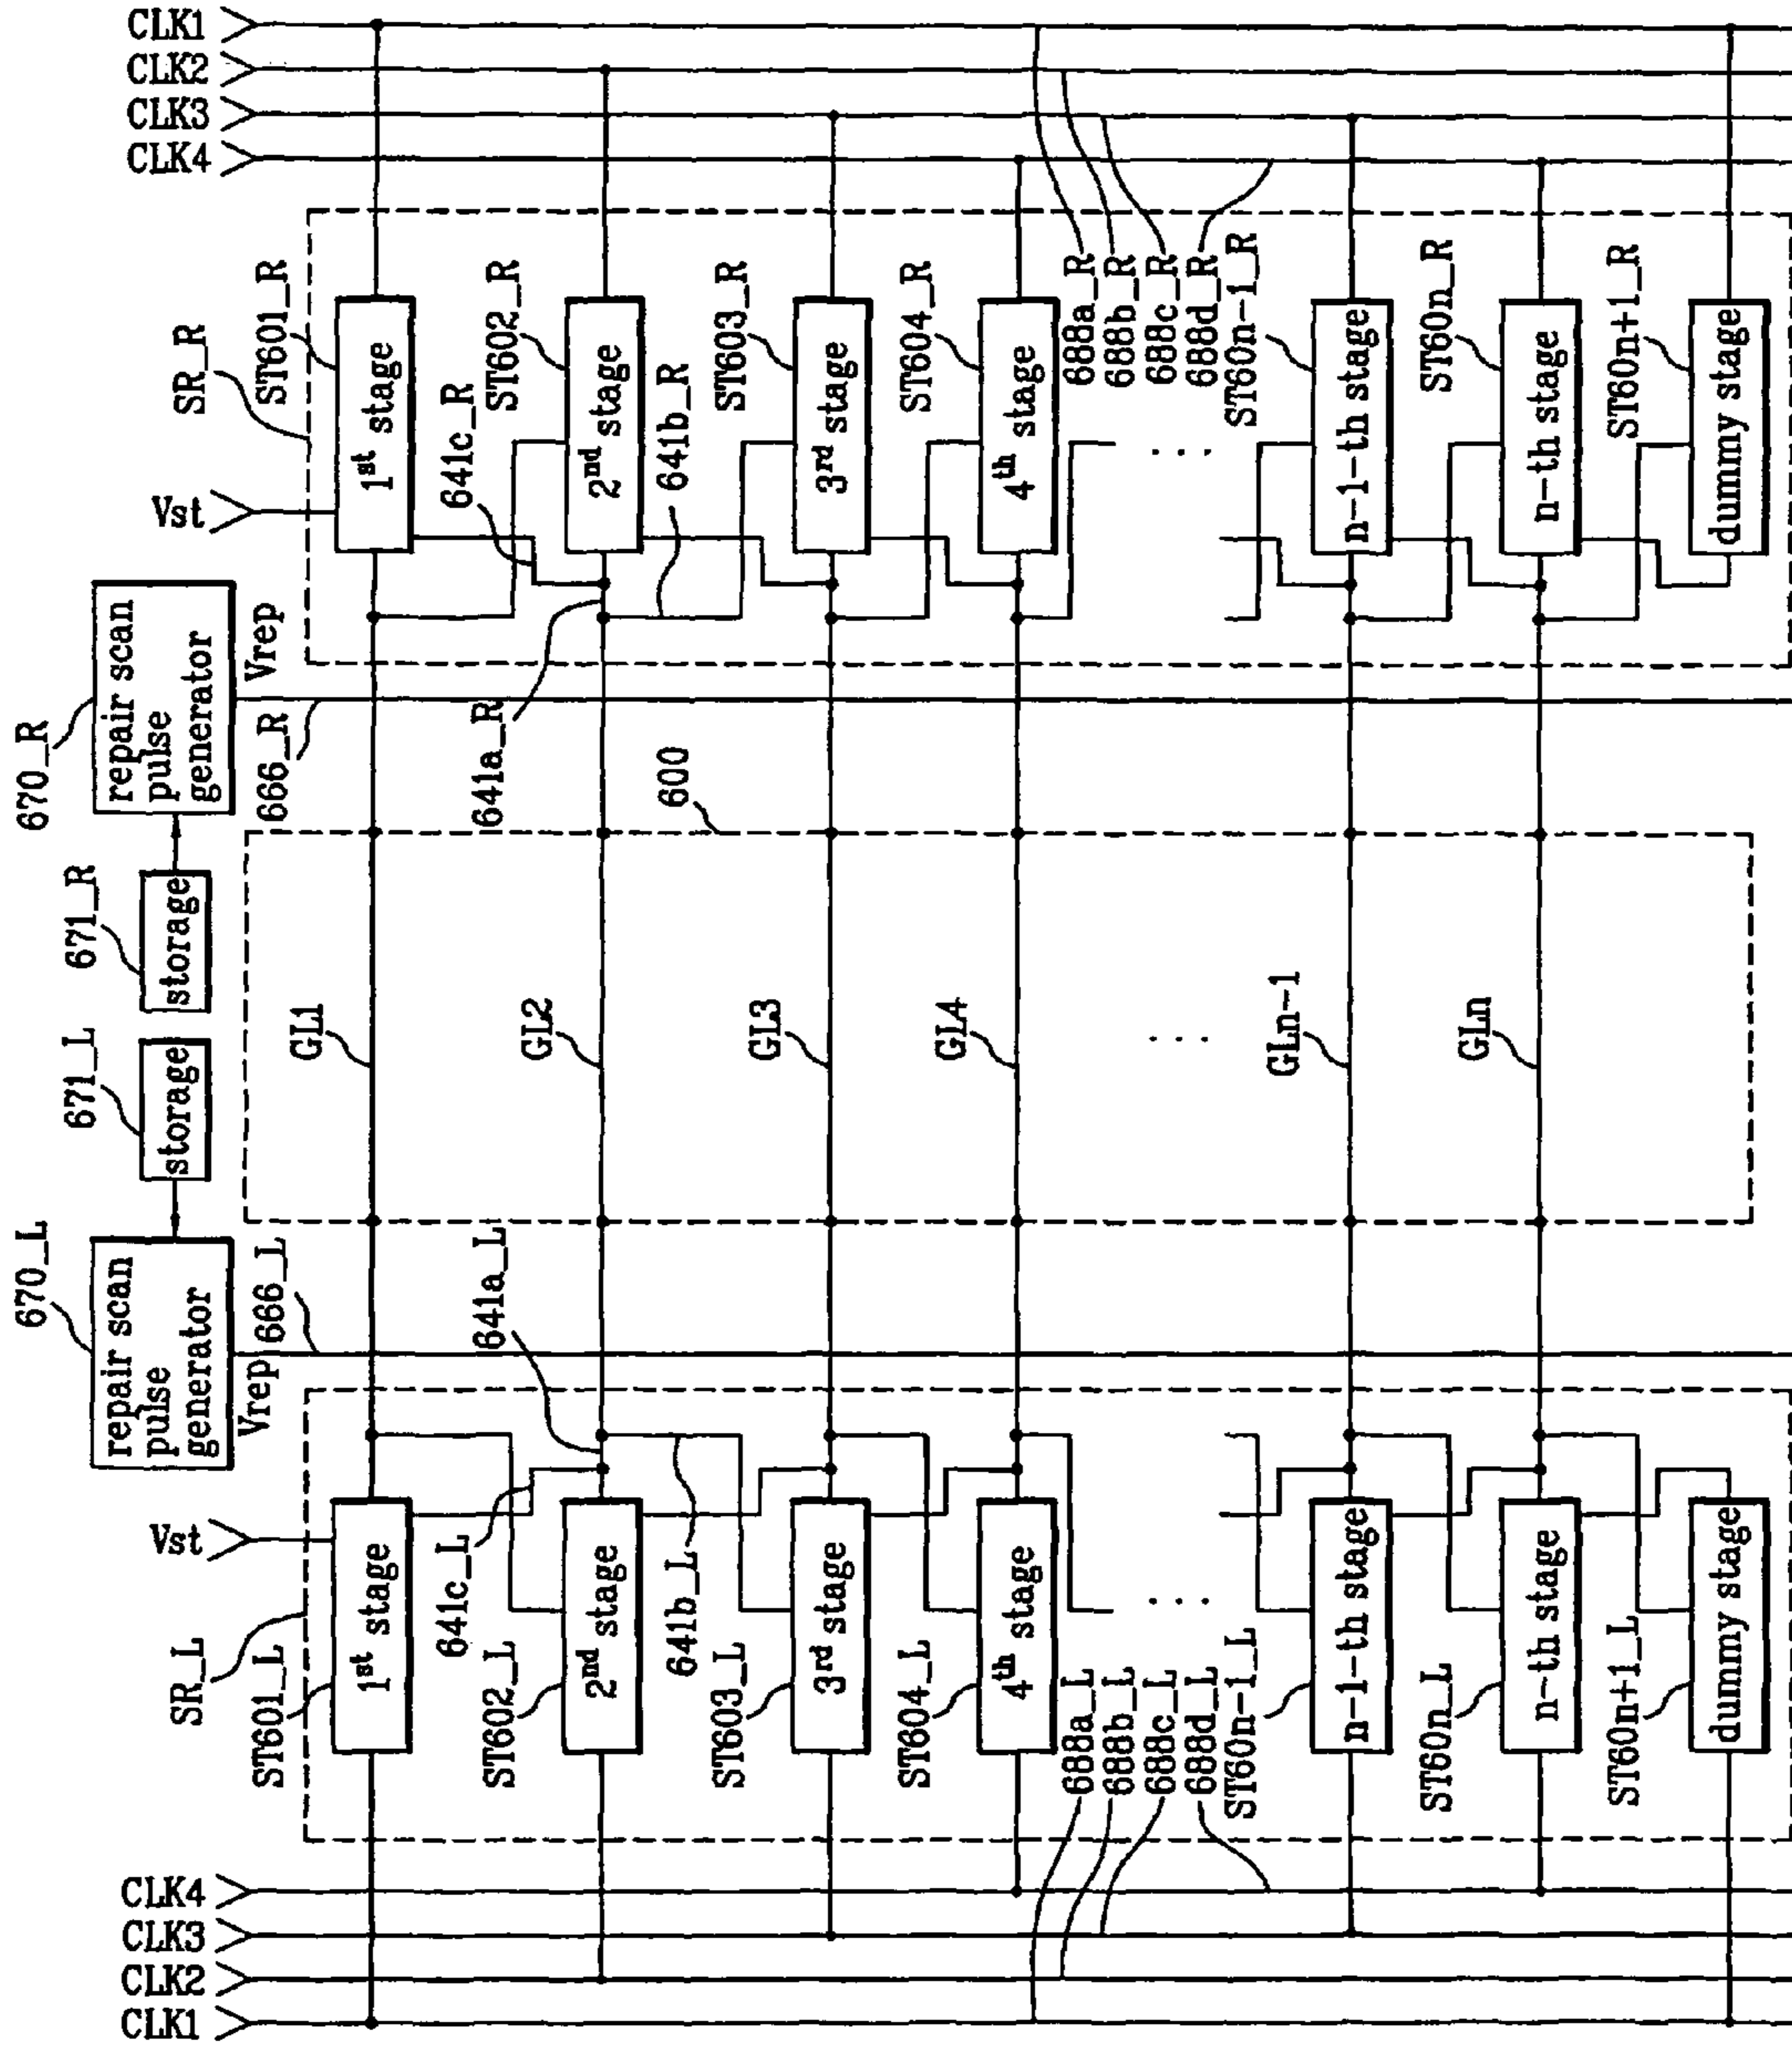 670_L
671_L
671_R
670_R
repair scan
pulse
generator
storage
storage
repair scan
pulse
generator
CLK1
CLK2
CLK3
CLK4
Vst
Vrep
666_L
666_R
Vrep
Vst
CLK4
CLK3
CLK2
CLK1
SR_L
SR_R
ST601_L
GL1
ST601_R
1st stage
1st stage
641c_L
641a_L
641a_R
641c_R
ST602_L
GL2
ST602_R
2nd stage
2nd stage
641b_L
600
641b_R
ST603_L
GL3
ST603_R
3rd stage
3rd stage
ST604_L
GL4
ST604_R
4th stage
4th stage
688a_L
688a_R
688b_L
688b_R
688c_L
688c_R
688d_L
688d_R
...
...
...
ST60n-1_L
GLn-1
ST60n-1_R
n-1-th stage
n-1-th stage
ST60n_L
GLn
ST60n_R
n-th stage
n-th stage
ST60n+1_L
ST60n+1_R
dummy stage
dummy stage